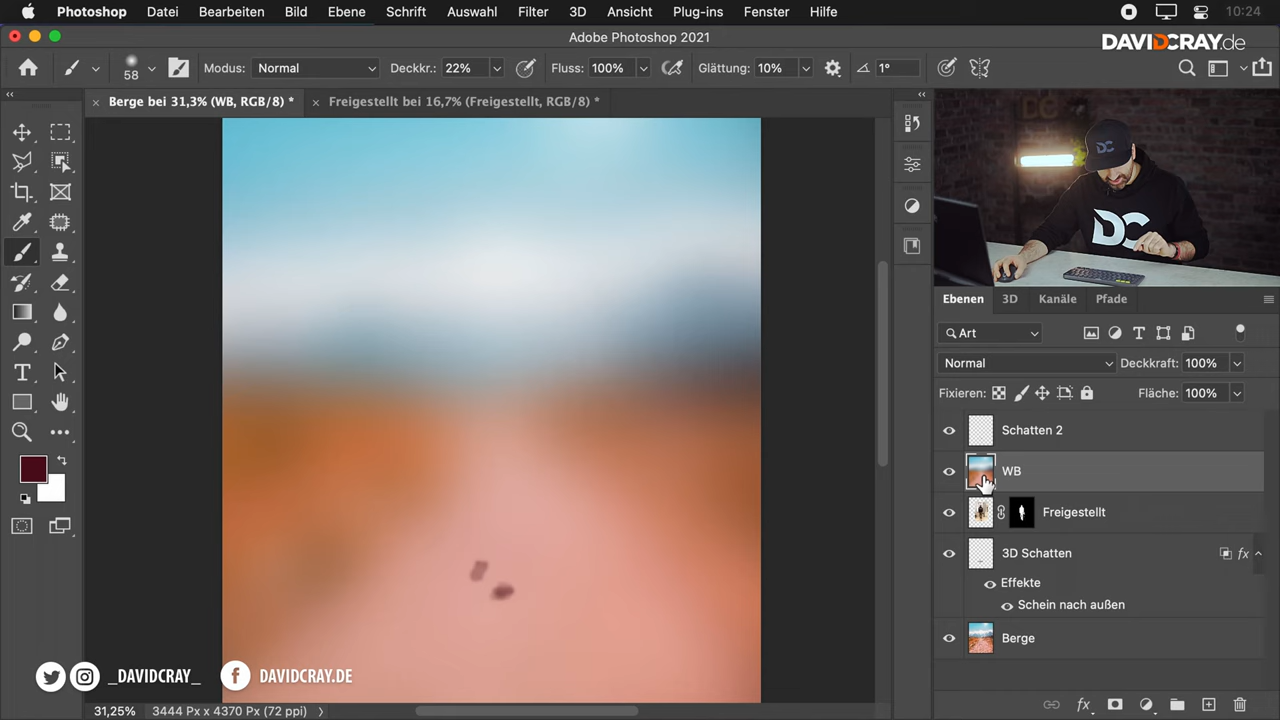 Photoshop Datei Bearbeiten Bild Ebene Schrift Auswahl Filter 3D Ansicht Plug-ins Fenster Hilfe 10:24
Adobe Photoshop 2021
DAVIDCRAY.de
58 Modus: Normal Deckkr.: 22% Fluss: 100% Glättung: 10% 1°
× Berge bei 31,3% (WB, RGB/8) * × Freigestellt bei 16,7% (Freigestellt, RGB/8) *
DC
DC
Ebenen 3D Kanäle Pfade
Art
Normal Deckkraft: 100%
Fixieren: Fläche: 100%
Schatten 2
WB
Freigestellt
3D Schatten fx
Effekte
Schein nach außen
Berge
_DAVIDCRAY_ DAVIDCRAY.DE
31,25% 3444 Px x 4370 Px (72 ppi) fx